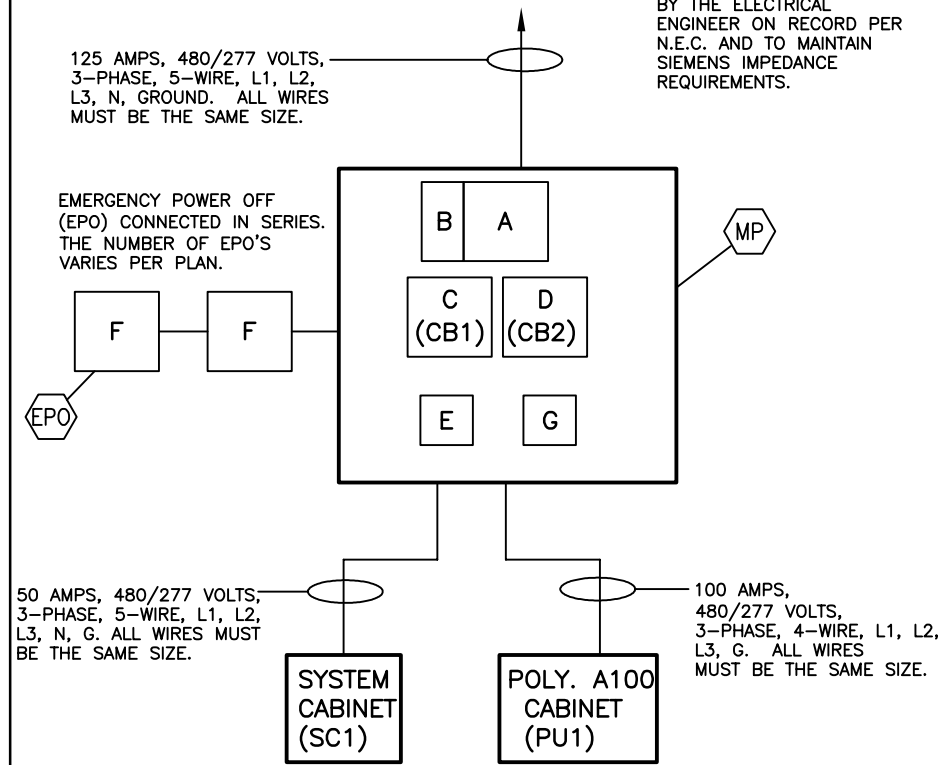 BY THE ELECTRICAL
ENGINEER ON RECORD PER
N.E.C. AND TO MAINTAIN
SIEMENS IMPEDANCE
REQUIREMENTS.
125 AMPS, 480/277 VOLTS,
3-PHASE, 5-WIRE, L1, L2,
L3, N, GROUND. ALL WIRES
MUST BE THE SAME SIZE.
EMERGENCY POWER OFF
(EPO) CONNECTED IN SERIES.
THE NUMBER OF EPO'S
VARIES PER PLAN.
B A
MP
C
(CB1)
D
(CB2)
F F
EPO
E G
50 AMPS, 480/277 VOLTS,
3-PHASE, 5-WIRE, L1, L2,
L3, N, G. ALL WIRES MUST
BE THE SAME SIZE.
100 AMPS,
480/277 VOLTS,
3-PHASE, 4-WIRE, L1, L2,
L3, G. ALL WIRES
MUST BE THE SAME SIZE.
SYSTEM
CABINET
(SC1)
POLY. A100
CABINET
(PU1)